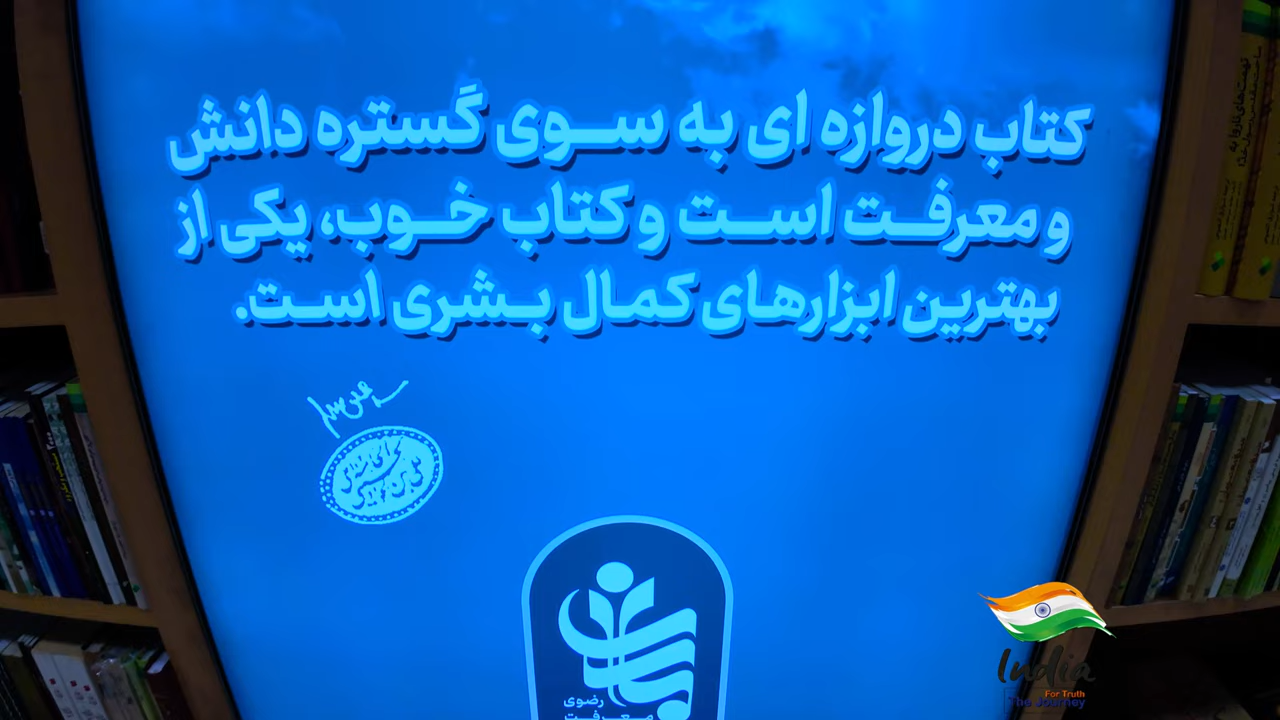 کتاب دروازه ای به سوی گستره دانش
و معرفت است و کتاب خوب، یکی از
بهترین ابزارهای کمال بشری است.
رضوی
معرفت
India
For Truth
The Journey